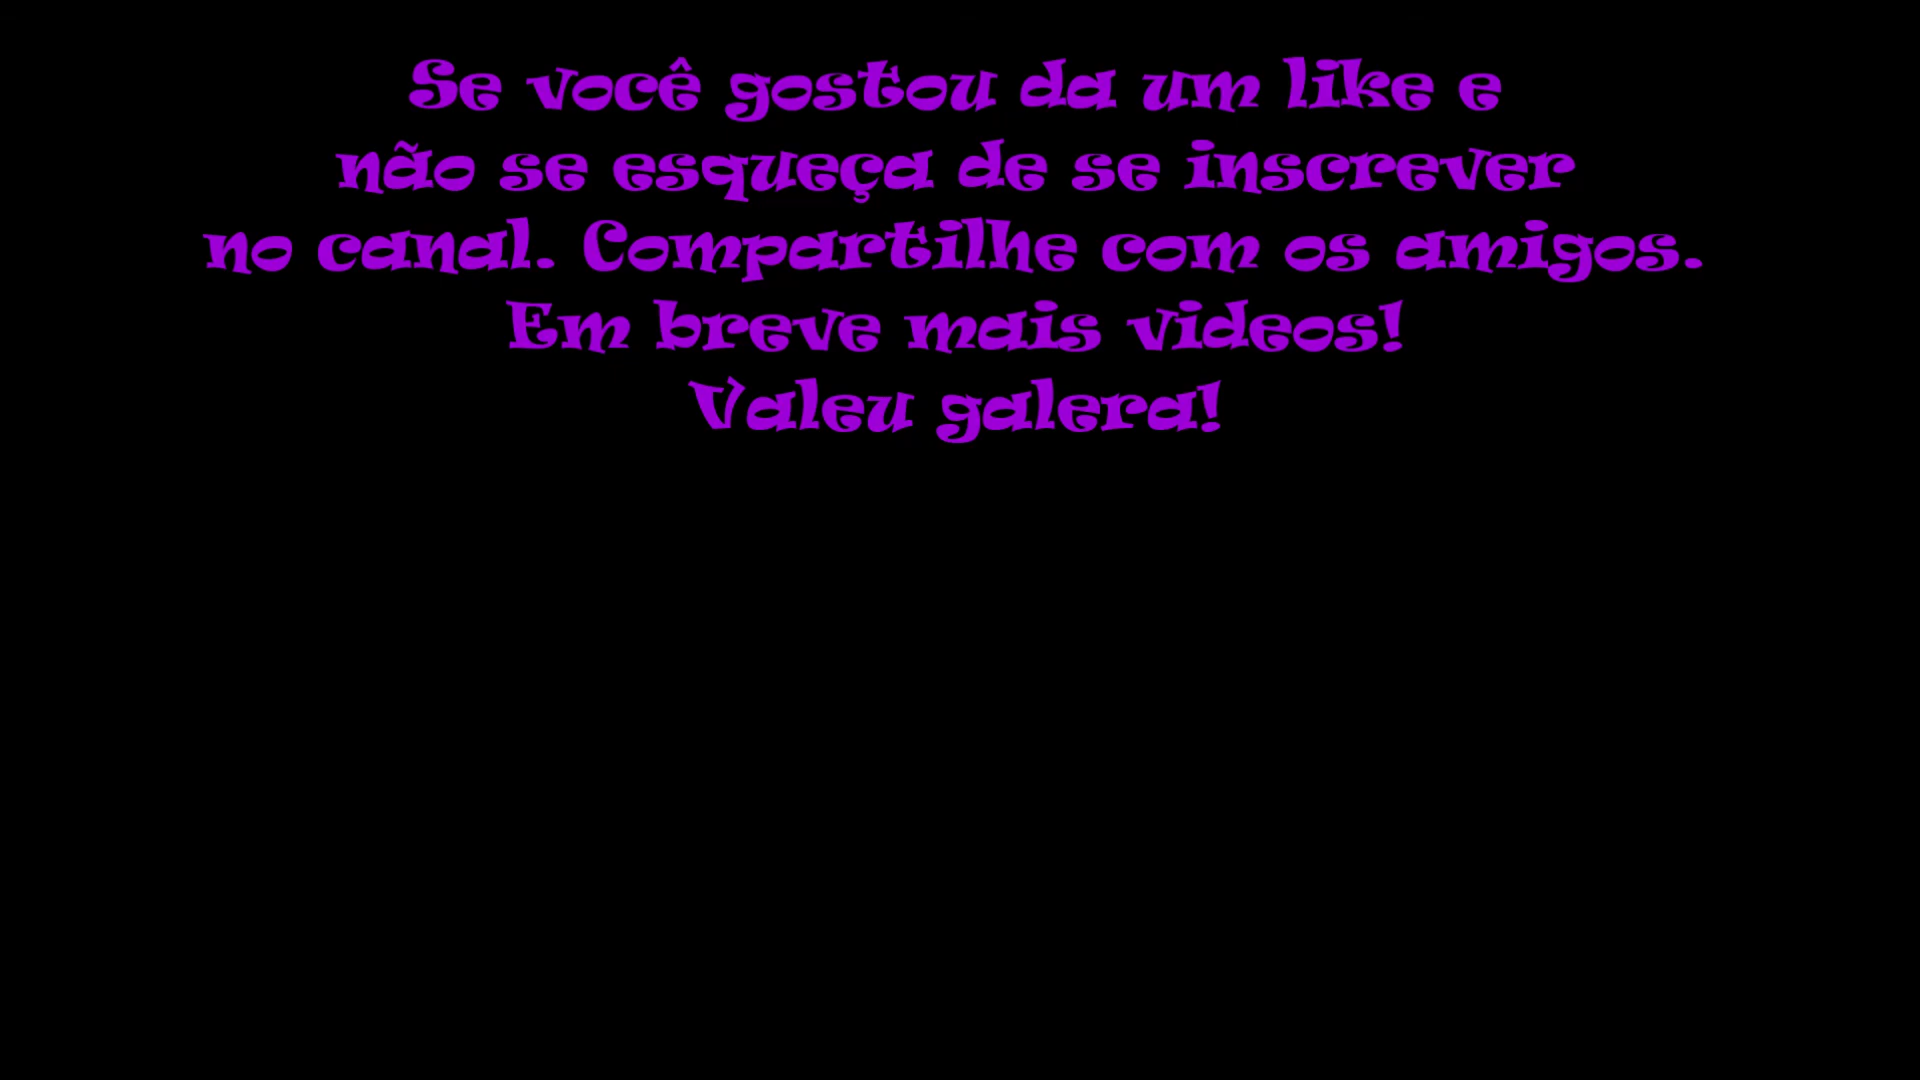 Se você gostou da um like e
não se esqueça de se inscrever
no canal. Compartilhe com os amigos.
Em breve mais videos!
Valeu galera!